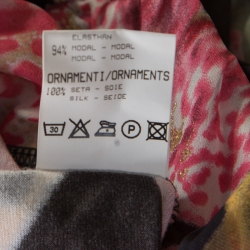 ELASTHAN
94% MODAL - MODAL
MODAL - MODAL
ORNAMENTI/ORNAMENTS
100% SETA - SOIE
SILK - SEIDE
30 P